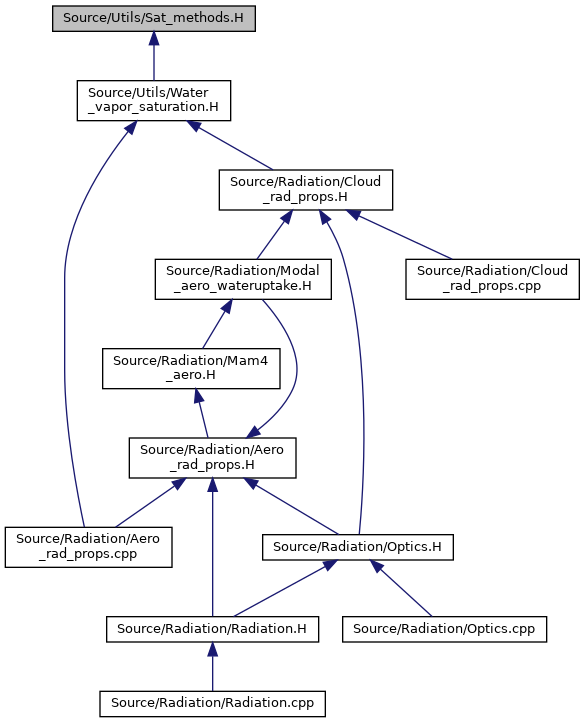 Source/Utils/Sat_methods.H
Source/Utils/Water
_vapor_saturation.H
Source/Radiation/Cloud
_rad_props.H
Source/Radiation/Modal
_aero_wateruptake.H
Source/Radiation/Cloud
_rad_props.cpp
Source/Radiation/Mam4
_aero.H
Source/Radiation/Aero
_rad_props.H
Source/Radiation/Aero
_rad_props.cpp
Source/Radiation/Optics.H
Source/Radiation/Radiation.H
Source/Radiation/Optics.cpp
Source/Radiation/Radiation.cpp